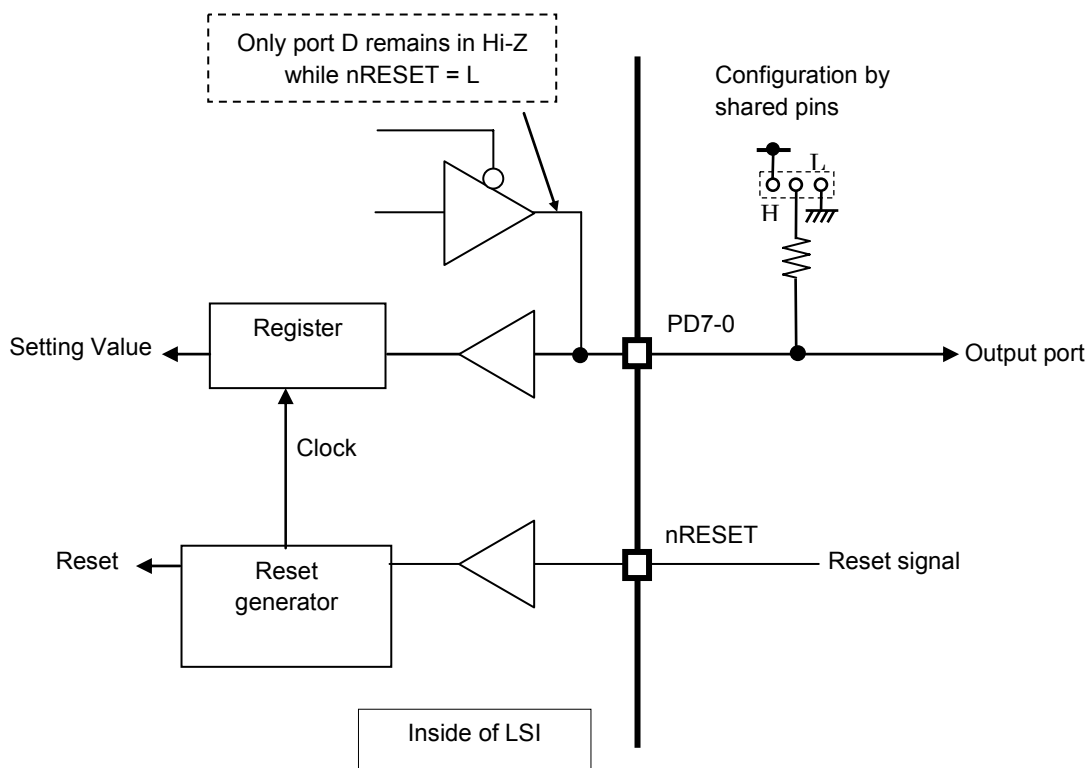 Only port D remains in Hi-Z
while nRESET = L
Configuration by
shared pins
L
H
PD7-0
Register
Setting Value
Output port
Clock
nRESET
Reset
Reset
generator
Reset signal
Inside of LSI